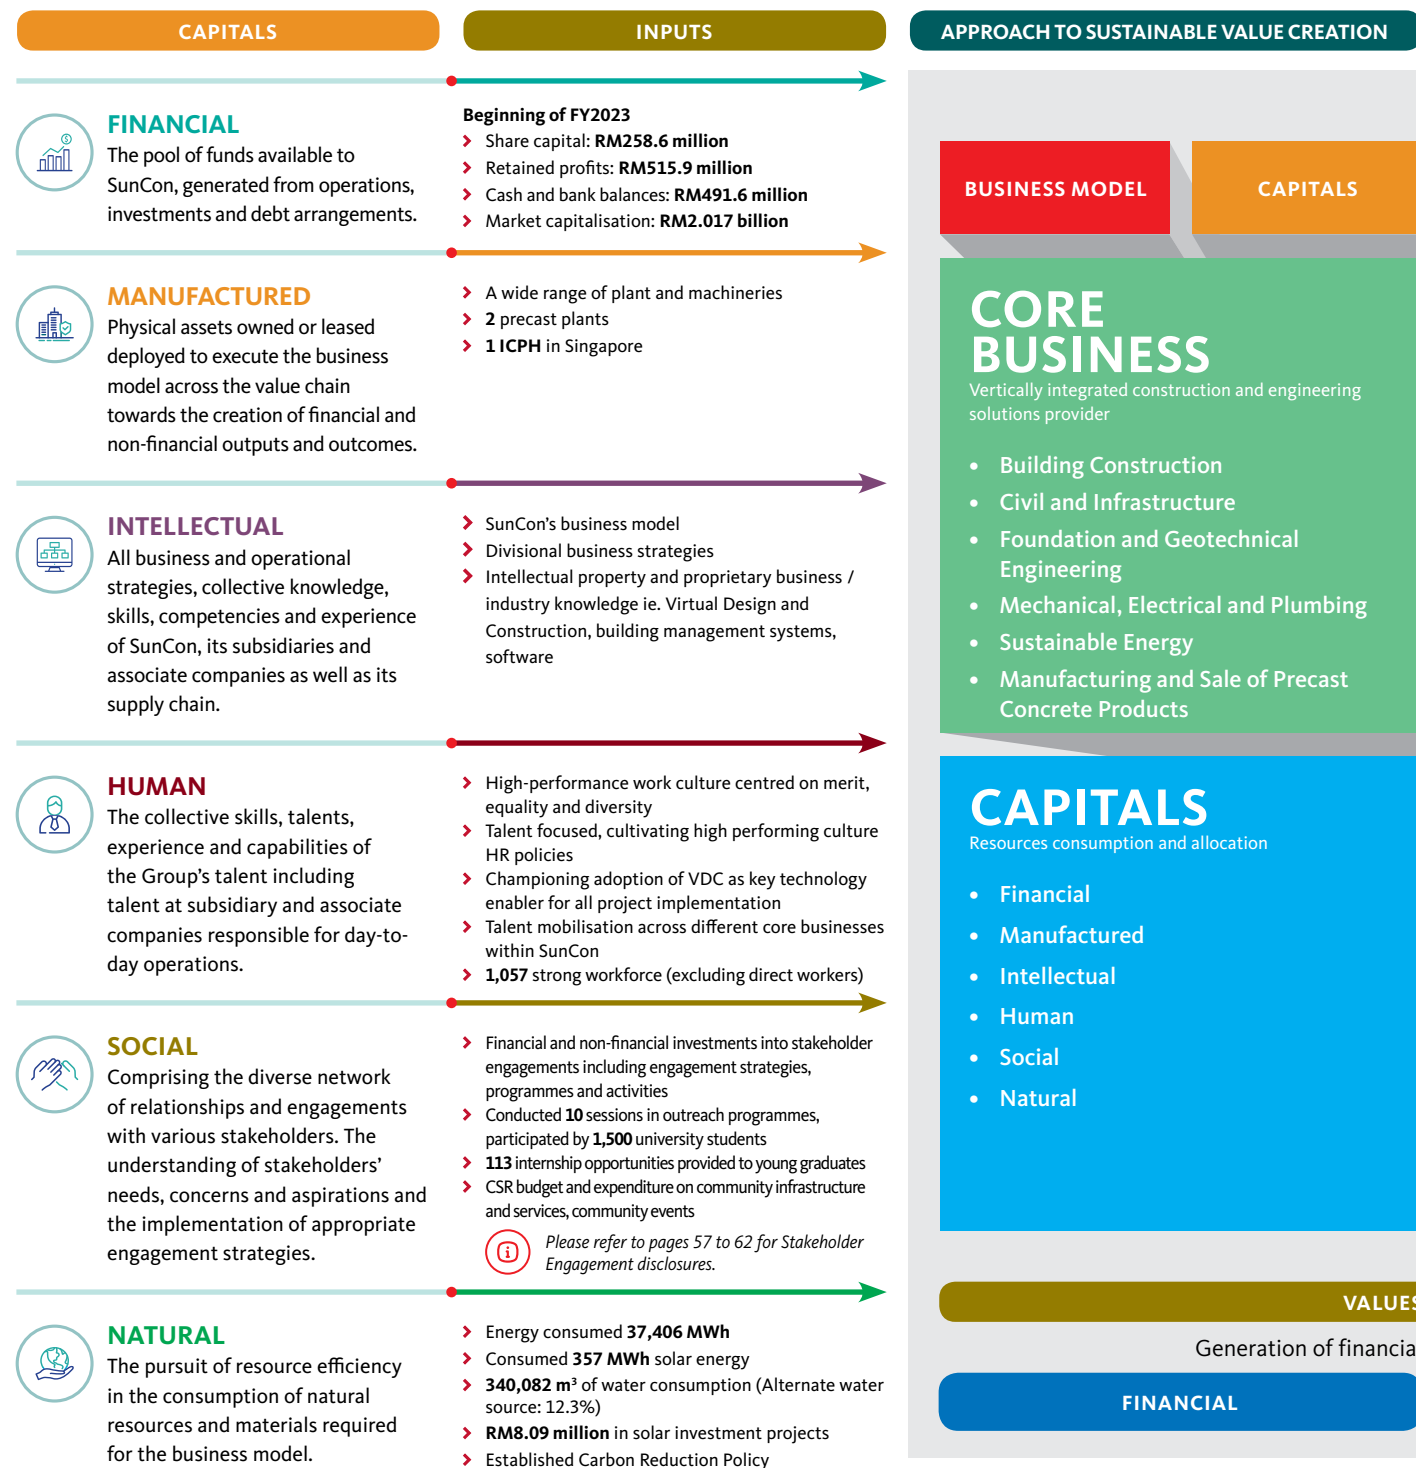 CAPITALS
INPUTS
APPROACH TO SUSTAINABLE VALUE CREATION
FINANCIAL
The pool of funds available to
SunCon, generated from operations,
investments and debt arrangements.
Beginning of FY2023
Share capital: RM258.6 million
Retained profits: RM515.9 million
Cash and bank balances: RM491.6 million
Market capitalisation: RM2.017 billion
MANUFACTURED
Physical assets owned or leased
deployed to execute the business
model across the value chain
towards the creation of financial and
non-financial outputs and outcomes.
A wide range of plant and machineries
2 precast plants
1 ICPH in Singapore
INTELLECTUAL
All business and operational
strategies, collective knowledge,
skills, competencies and experience
of SunCon, its subsidiaries and
associate companies as well as its
supply chain.
SunCon's business model
Divisional business strategies
Intellectual property and proprietary business /
industry knowledge ie. Virtual Design and
Construction, building management systems,
software
HUMAN
The collective skills, talents,
experience and capabilities of
the Group's talent including
talent at subsidiary and associate
companies responsible for day-to-
day operations.
High-performance work culture centred on merit,
equality and diversity
Talent focused, cultivating high performing culture
HR policies
Championing adoption of VDC as key technology
enabler for all project implementation
Talent mobilisation across different core businesses
within SunCon
1,057 strong workforce (excluding direct workers)
SOCIAL
Comprising the diverse network
of relationships and engagements
with various stakeholders. The
understanding of stakeholders'
needs, concerns and aspirations and
the implementation of appropriate
engagement strategies.
Financial and non-financial investments into stakeholder
engagements including engagement strategies,
programmes and activities
Conducted 10 sessions in outreach programmes,
participated by 1,500 university students
113 internship opportunities provided to young graduates
CSR budget and expenditure on community infrastructure
and services, community events
Please refer to pages 57 to 62 for Stakeholder
Engagement disclosures.
NATURAL
The pursuit of resource efficiency
in the consumption of natural
resources and materials required
for the business model.
Energy consumed 37,406 MWh
Consumed 357 MWh solar energy
340,082 m³ of water consumption (Alternate water
source: 12.3%)
RM8.09 million in solar investment projects
Established Carbon Reduction Policy
BUSINESS MODEL
CAPITALS
CORE
BUSINESS
Vertically integrated construction and engineering
solutions provider
• Building Construction
• Civil and Infrastructure
• Foundation and Geotechnical
Engineering
• Mechanical, Electrical and Plumbing
• Sustainable Energy
• Manufacturing and Sale of Precast
Concrete Products
CAPITALS
Resources consumption and allocation
• Financial
• Manufactured
• Intellectual
• Human
• Social
• Natural
VALUES
Generation of financia
FINANCIAL